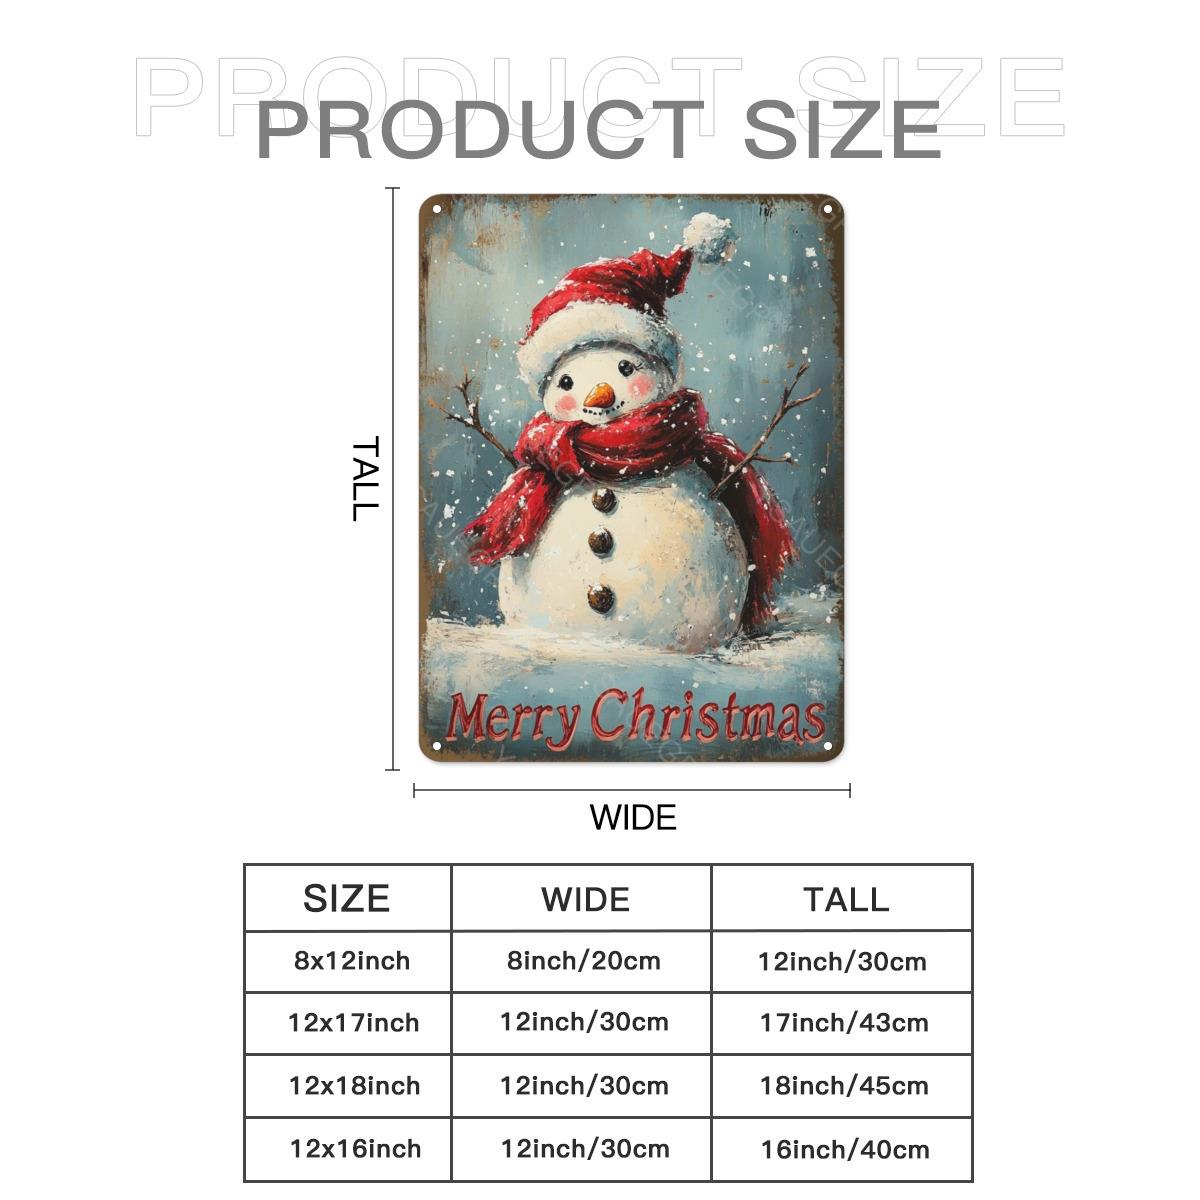 PRODUCT SIZE
PRODUCT SIZE
TALL
Merry Christmas
WIDE
SIZE WIDE TALL
8x12inch 8inch/20cm 12inch/30cm
12x17inch 12inch/30cm 17inch/43cm
12x18inch 12inch/30cm 18inch/45cm
12x16inch 12inch/30cm 16inch/40cm